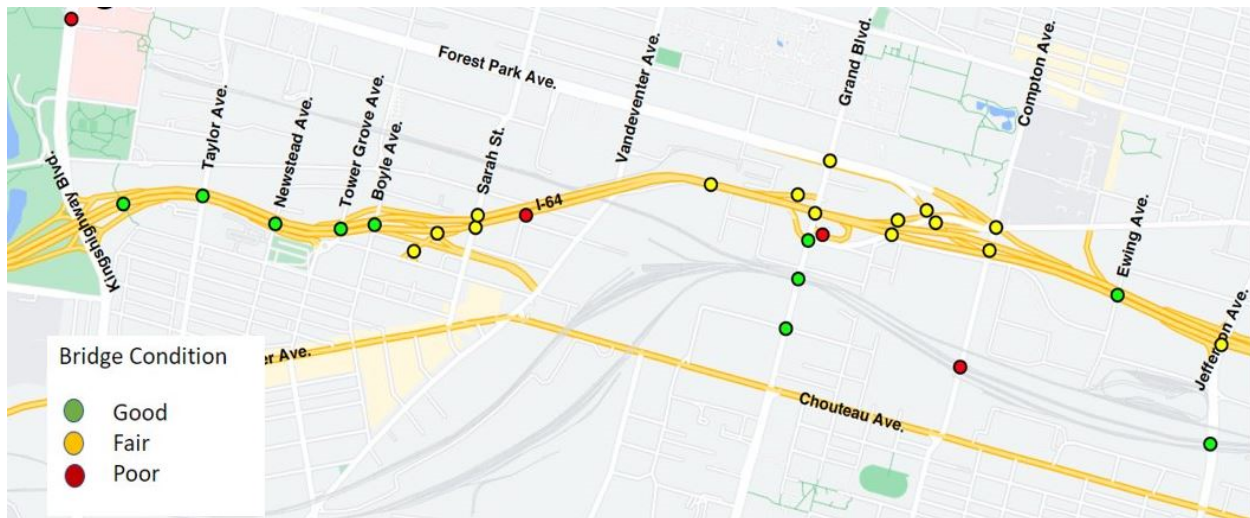 Forest Park Ave.
Vandeventer Ave.
Grand Blvd.
Compton Ave.
Taylor Ave.
Newstead Ave.
Tower Grove Ave.
Boyle Ave.
Sarah St.
I-64
Kingshighway Blvd.
Ewing Ave.
Jefferson Ave.
er Ave.
Chouteau Ave.
Bridge Condition
Good
Fair
Poor